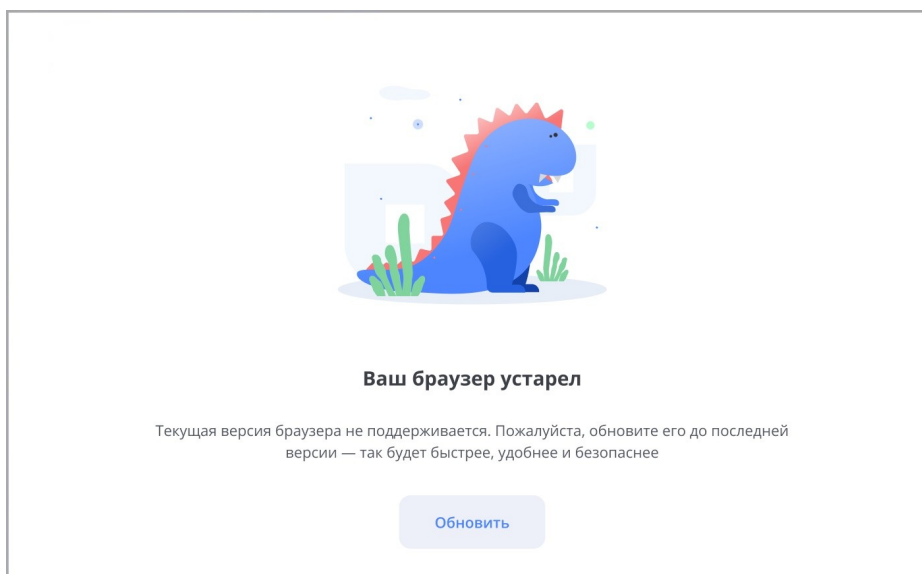 Ваш браузер устарел
Текущая версия браузера не поддерживается. Пожалуйста, обновите его до последней
версии — так будет быстрее, удобнее и безопаснее
Обновить